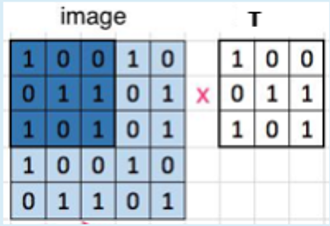 image T
1 0 0 1 0 1 0 0
0 1 1 0 1 x 0 1 1
1 0 1 0 1 1 0 1
1 0 0 1 0
0 1 1 0 1